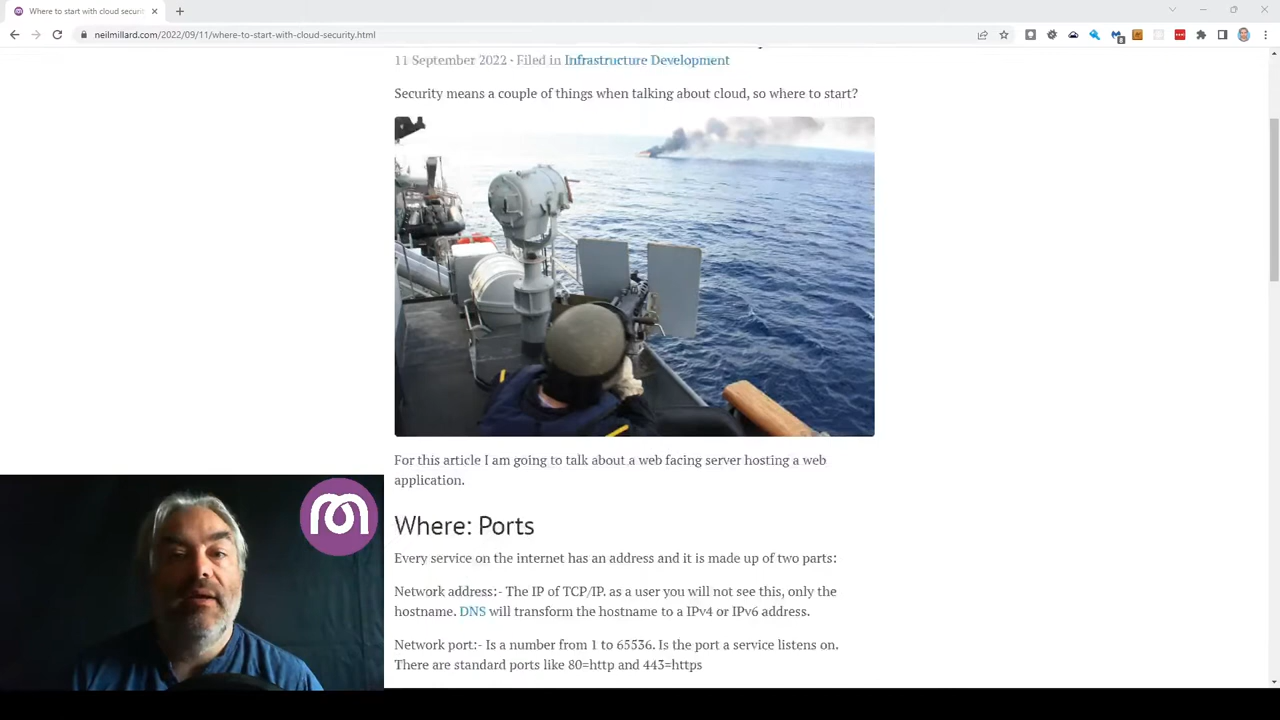 Where to start with cloud securi
neilmillard.com/2022/09/11/where-to-start-with-cloud-security.html
11 September 2022 · Filed in Infrastructure Development
Security means a couple of things when talking about cloud, so where to start?
For this article I am going to talk about a web facing server hosting a web
application.
Where: Ports
Every service on the internet has an address and it is made up of two parts:
Network address:- The IP of TCP/IP. as a user you will not see this, only the
hostname. DNS will transform the hostname to a IPv4 or IPv6 address.
Network port:- Is a number from 1 to 65536. Is the port a service listens on.
There are standard ports like 80=http and 443=https